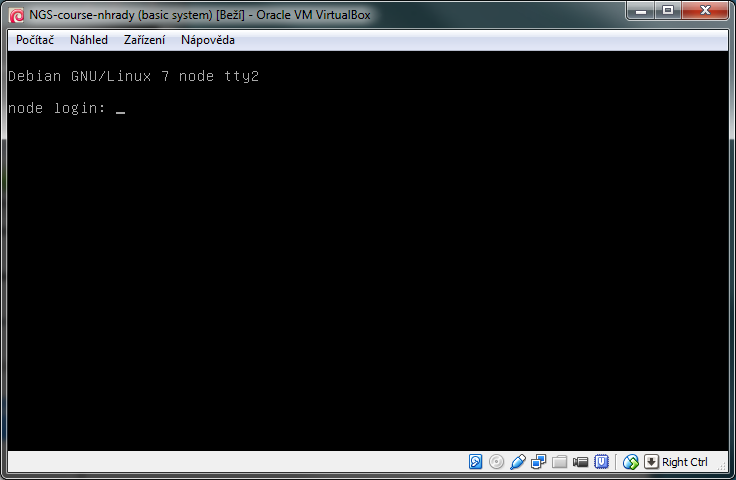 NGS-course-nhrady (basic system) [Beží] - Oracle VM VirtualBox
Počítač Náhled Zařízení Nápověda
Debian GNU/Linux 7 node tty2
node login: _
Right Ctrl